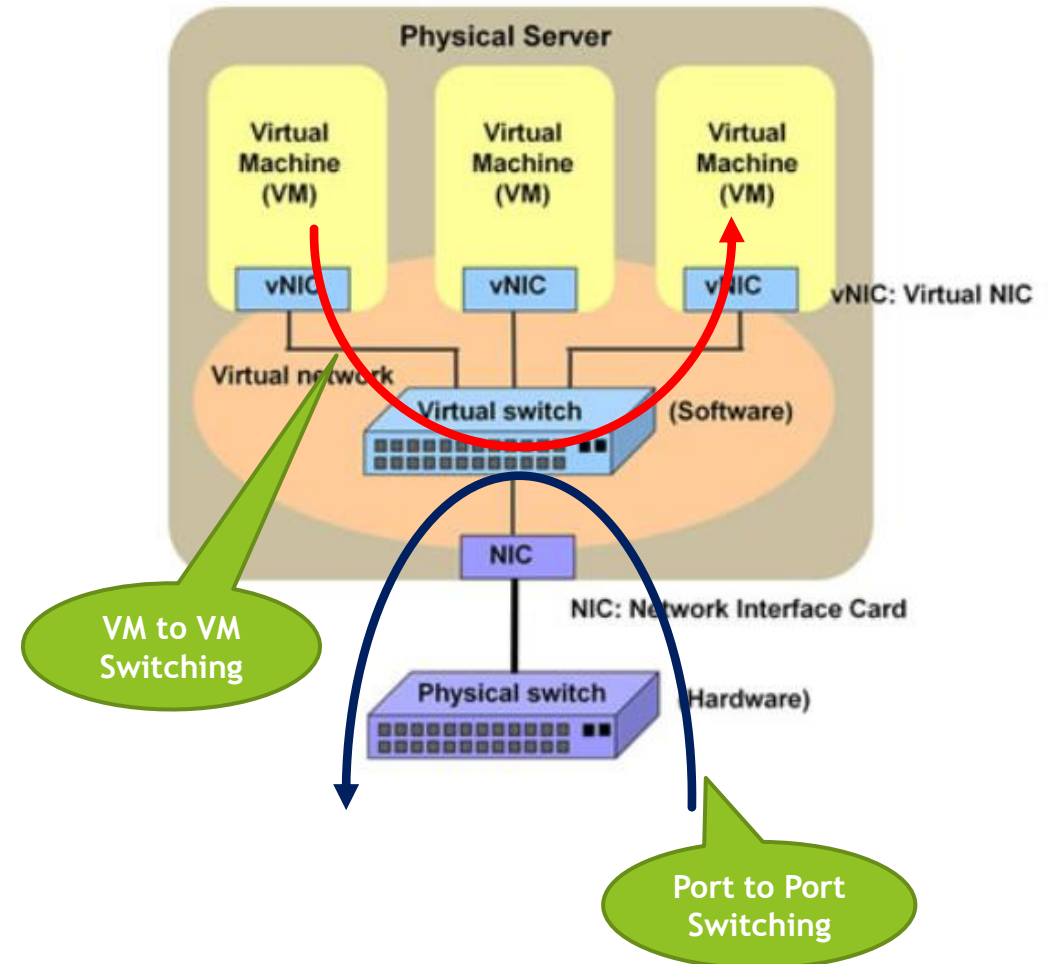 Physical Server
Virtual
Machine
(VM)
Virtual
Machine
(VM)
Virtual
Machine
(VM)
vNIC
vNIC
vNIC
vNIC: Virtual NIC
Virtual network
Virtual switch
(Software)
NIC
NIC: Network Interface Card
VM to VM
Switching
Physical switch
(Hardware)
Port to Port
Switching